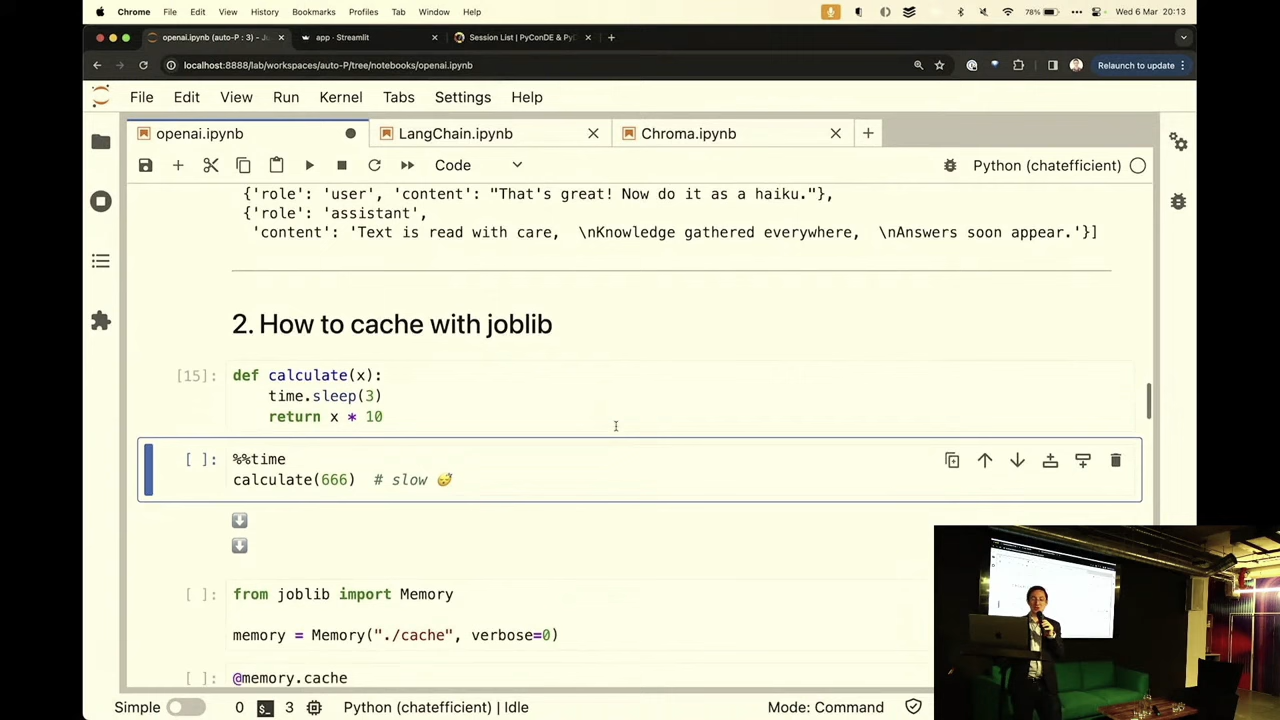 Chrome File Edit View History Bookmarks Profiles Tab Window Help 78% Wed 6 Mar 20:13
openai.ipynb (auto-P : 3) - Ju app · Streamlit Session List | PyConDE & PyD
localhost:8888/lab/workspaces/auto-P/tree/notebooks/openai.ipynb Relaunch to update
File Edit View Run Kernel Tabs Settings Help
openai.ipynb LangChain.ipynb Chroma.ipynb
Code Python (chatefficient)
{'role': 'user', 'content': "That's great! Now do it as a haiku."},
{'role': 'assistant',
'content': 'Text is read with care,  \nKnowledge gathered everywhere,  \nAnswers soon appear.'}]
2. How to cache with joblib
[15]: def calculate(x):
time.sleep(3)
return x * 10
[ ]: %%time
calculate(666)  # slow 😴
⬇️
⬇️
[ ]: from joblib import Memory
memory = Memory("./cache", verbose=0)
[ ]: @memory.cache
Simple 0 3 Python (chatefficient) | Idle Mode: Command